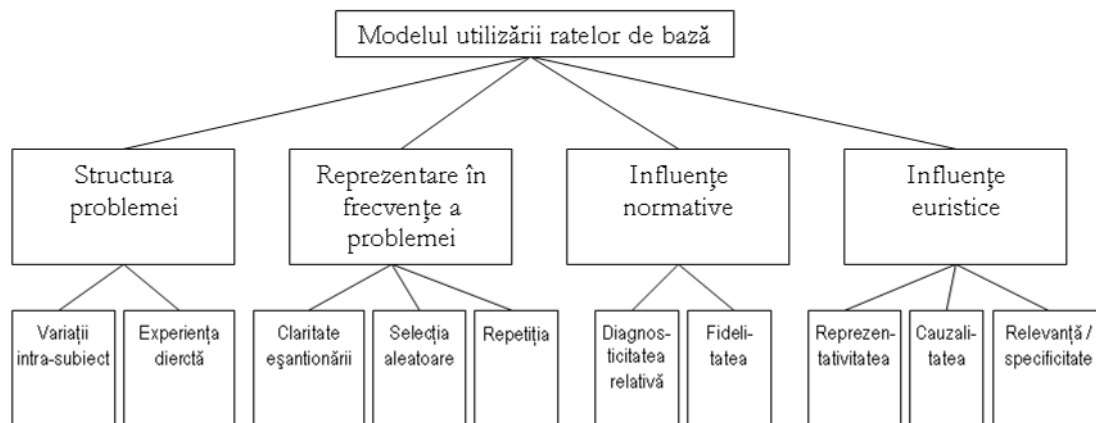 Modelul utilizării ratelor de bază
Structura
problemei
Reprezentare în
frecvențe a
problemei
Influențe
normative
Influențe
euristice
Variații
intra-subiect
Experiența
dierctă
Claritate
eșantionării
Selecția
aleatoare
Repetiția
Diagnos-
ticitatea
relativă
Fideli-
tatea
Reprezen-
tativitatea
Cauzali-
tatea
Relevanță /
specificitate